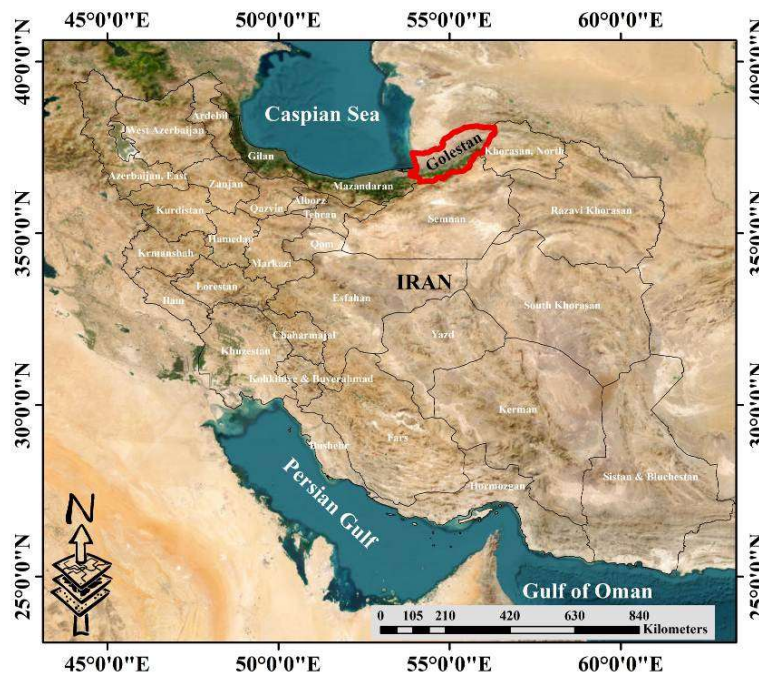 45°0'0"E 50°0'0"E 55°0'0"E 60°0'0"E
40°0'0"N
40°0'0"N
Caspian Sea
Ardebil
West Azerbaijan
Golestan
Gilan
Khorasan, North
Azerbaijan, East
Zanjan
Mazandaran
Alborz
Kurdistan
Qazvin
Tehran
Semnan
Razavi Khorasan
35°0'0"N
35°0'0"N
Hamedan
Qom
Krmanshah
Markazi
IRAN
Lorestan
Ilam
Esfahan
South Khorasan
Chaharmajal
Yazd
Khuzestan
Kohkiluye & Buyerahmad
30°0'0"N
30°0'0"N
Kerman
Fars
Bushehr
Sistan & Bluchestan
Hormozgan
Persian Gulf
N
25°0'0"N
25°0'0"N
Gulf of Oman
0 105 210 420 630 840
Kilometers
45°0'0"E 50°0'0"E 55°0'0"E 60°0'0"E